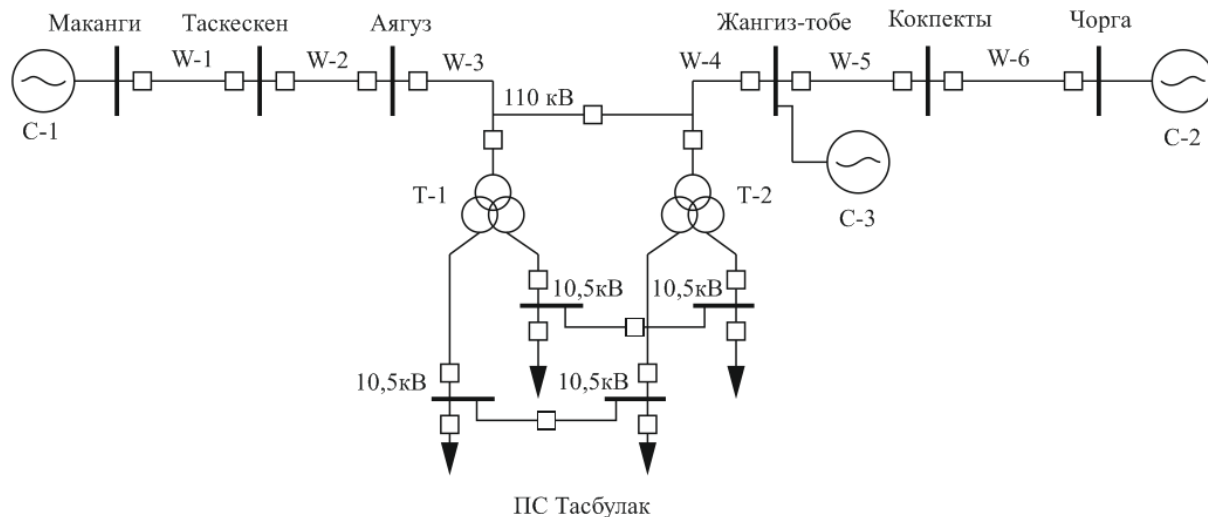 Маканги
Таскескен
Аягуз
Жангиз-тобе
Кокпекты
Чорга
W-1
W-2
W-3
W-4
W-5
W-6
110 кВ
С-1
С-2
С-3
Т-1
Т-2
10,5кВ
10,5кВ
10,5кВ
10,5кВ
ПС Тасбулак